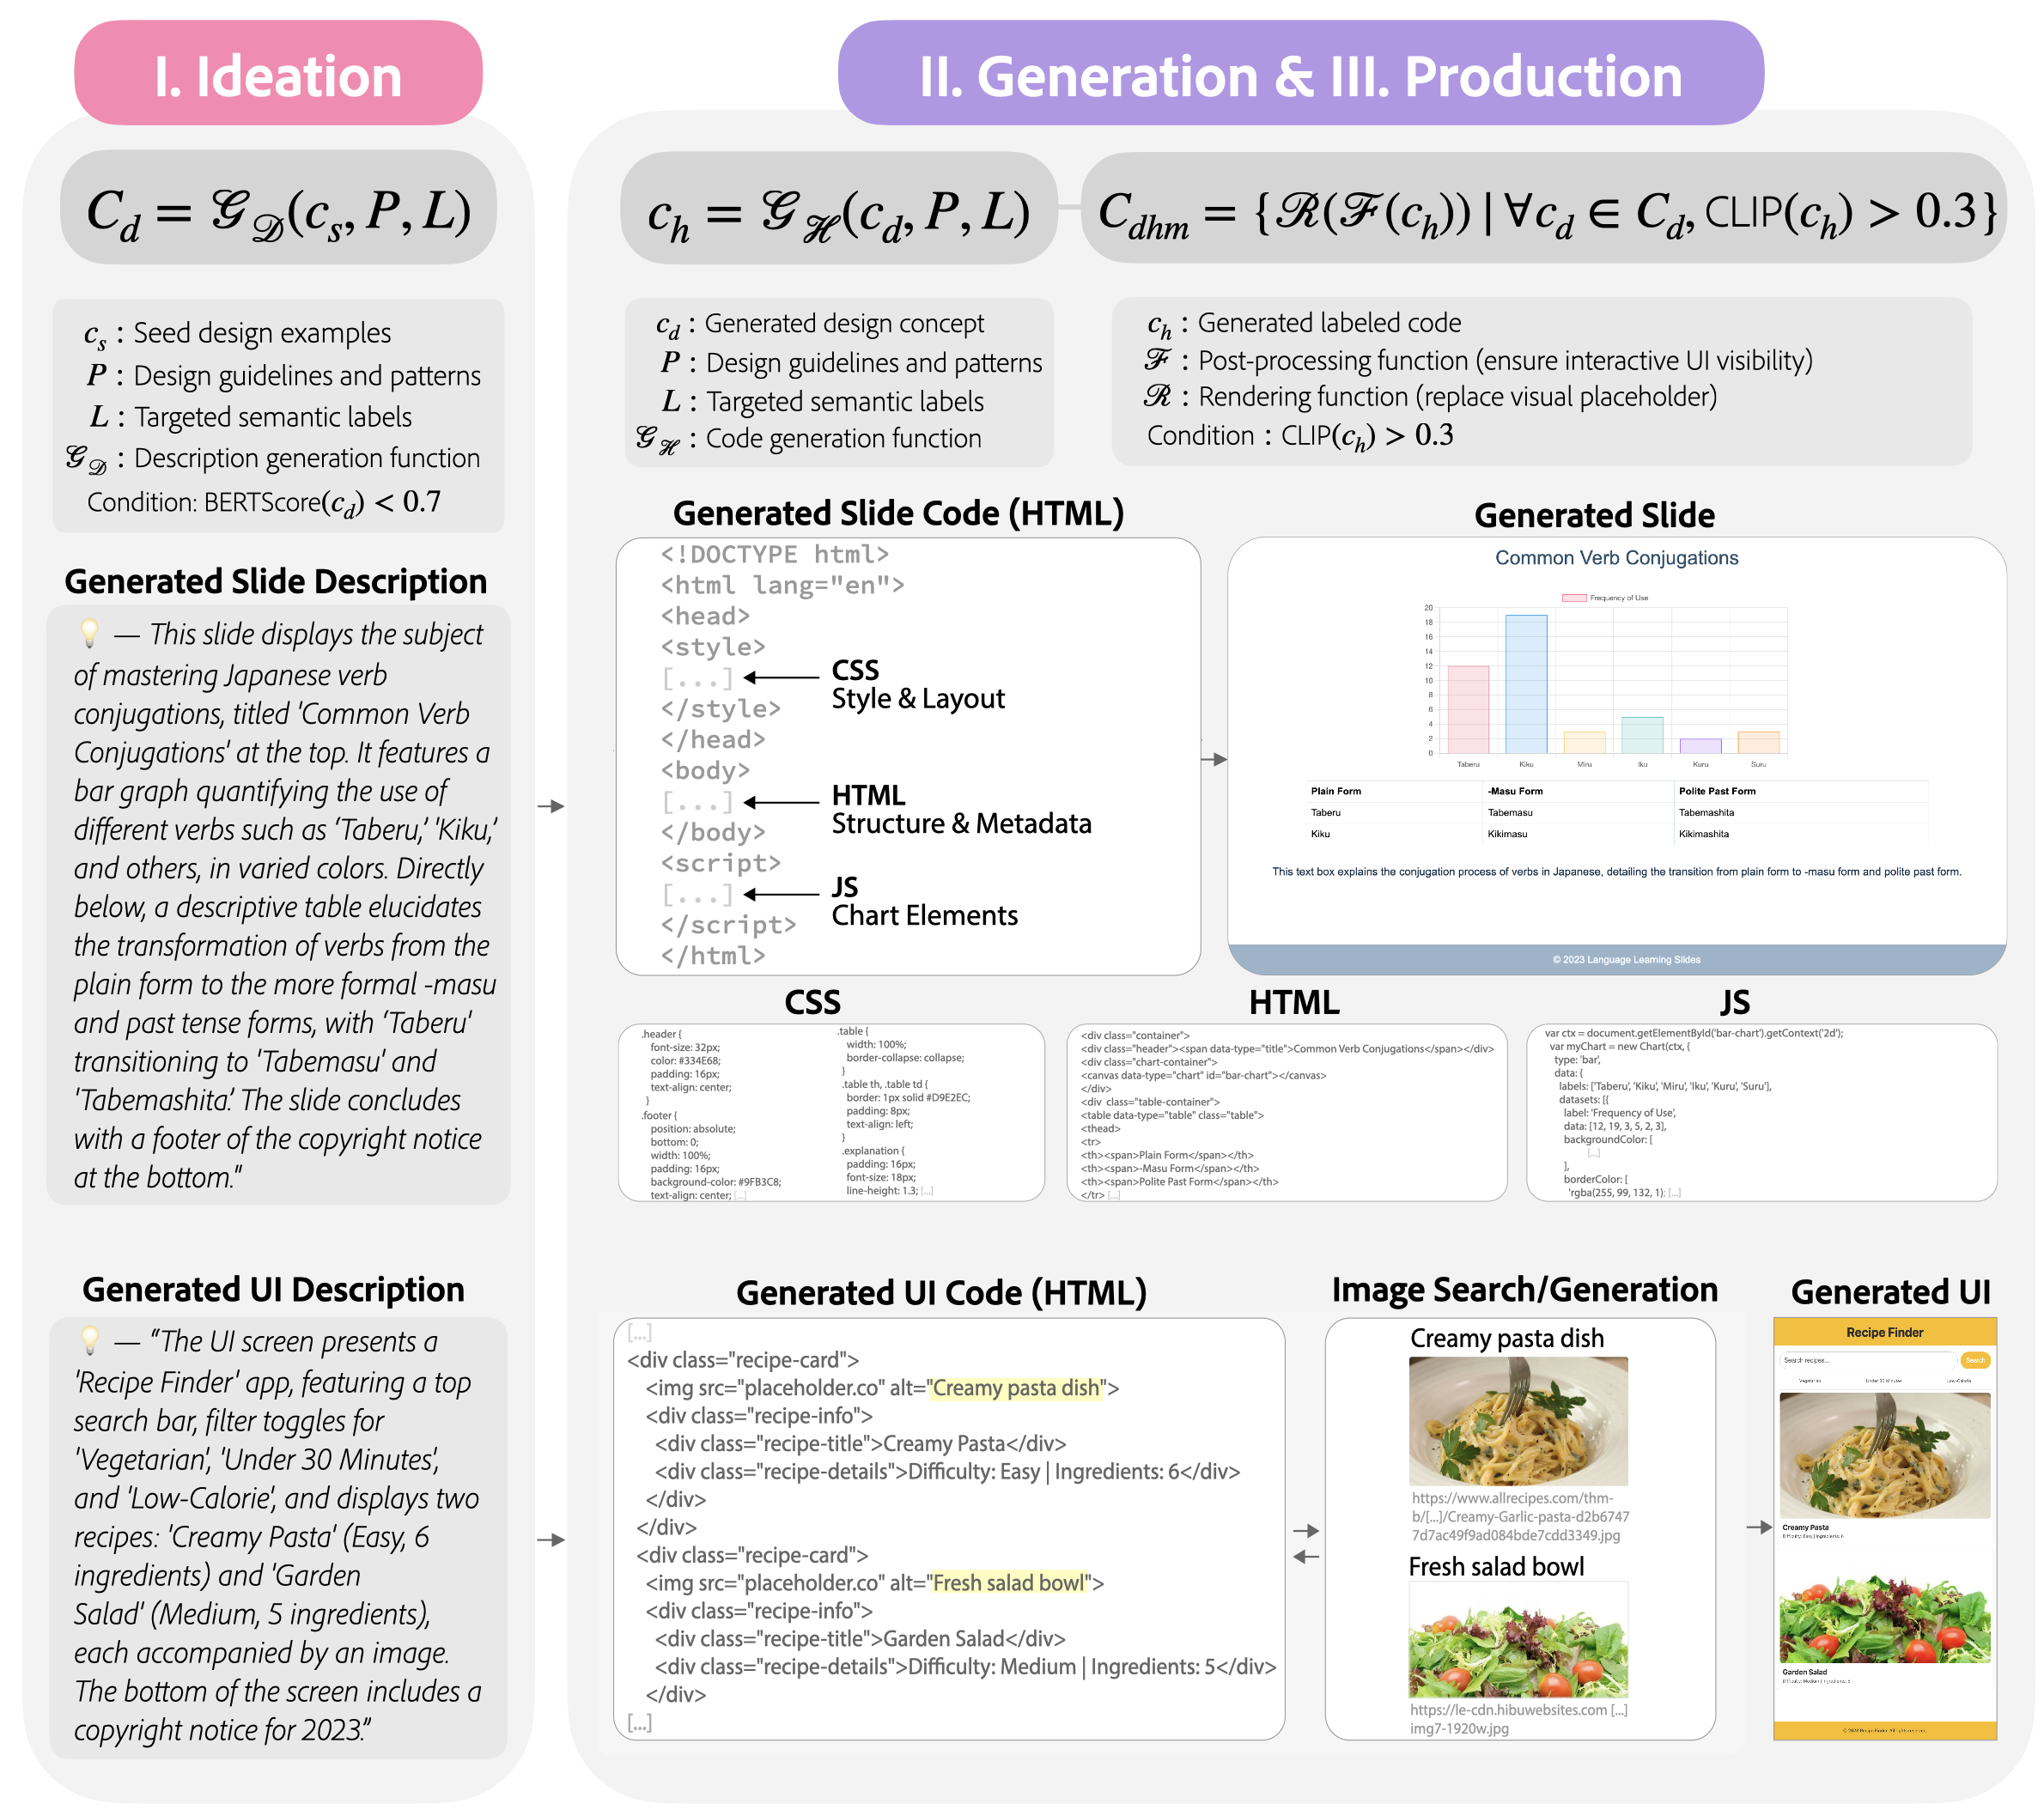 I. Ideation
C_d = 𝒢_𝒟(c_s, P, L)
c_s : Seed design examples
P : Design guidelines and patterns
L : Targeted semantic labels
𝒢_𝒟 : Description generation function
Condition: BERTScore(c_d) < 0.7
Generated Slide Description
💡 — This slide displays the subject
of mastering Japanese verb
conjugations, titled 'Common Verb
Conjugations' at the top. It features a
bar graph quantifying the use of
different verbs such as ‘Taberu,’ 'Kiku,’
and others, in varied colors. Directly
below, a descriptive table elucidates
the transformation of verbs from the
plain form to the more formal -masu
and past tense forms, with ‘Taberu'
transitioning to 'Tabemasu' and
'Tabemashita.' The slide concludes
with a footer of the copyright notice
at the bottom."
Generated UI Description
💡 — “The UI screen presents a
'Recipe Finder' app, featuring a top
search bar, filter toggles for
'Vegetarian', 'Under 30 Minutes',
and 'Low-Calorie', and displays two
recipes: 'Creamy Pasta' (Easy, 6
ingredients) and 'Garden
Salad' (Medium, 5 ingredients),
each accompanied by an image.
The bottom of the screen includes a
copyright notice for 2023.”
II. Generation & III. Production
c_h = 𝒢_ℋ(c_d, P, L)
C_dhm = {ℛ(ℱ(c_h)) | ∀c_d ∈ C_d, CLIP(c_h) > 0.3}
c_d : Generated design concept
P : Design guidelines and patterns
L : Targeted semantic labels
𝒢_ℋ : Code generation function
c_h : Generated labeled code
ℱ : Post-processing function (ensure interactive UI visibility)
ℛ : Rendering function (replace visual placeholder)
Condition : CLIP(c_h) > 0.3
Generated Slide Code (HTML)
<!DOCTYPE html>
<html lang="en">
<head>
<style>
[...]
CSS
Style & Layout
</style>
</head>
<body>
[...]
HTML
Structure & Metadata
</body>
<script>
[...]
JS
Chart Elements
</script>
</html>
Generated Slide
Common Verb Conjugations
Frequency of Use
20
18
16
14
12
10
8
6
4
2
0
Taberu Kiku Miru Iku Kuru Suru
Plain Form -Masu Form Polite Past Form
Taberu Tabemasu Tabemashita
Kiku Kikimasu Kikimashita
This text box explains the conjugation process of verbs in Japanese, detailing the transition from plain form to -masu form and polite past form.
© 2023 Language Learning Slides
CSS
.header {
font-size: 32px;
color: #334E68;
padding: 16px;
text-align: center;
}
.footer {
position: absolute;
bottom: 0;
width: 100%;
padding: 16px;
background-color: #9FB3C8;
text-align: center; [...]
.table {
width: 100%;
border-collapse: collapse;
}
.table th, .table td {
border: 1px solid #D9E2EC;
padding: 8px;
text-align: left;
}
.explanation {
padding: 16px;
font-size: 18px;
line-height: 1.3; [...]
HTML
<div class="container">
<div class="header"><span data-type="title">Common Verb Conjugations</span></div>
<div class="chart-container">
<canvas data-type="chart" id="bar-chart"></canvas>
</div>
<div class="table-container">
<table data-type="table" class="table">
<thead>
<tr>
<th><span>Plain Form</span></th>
<th><span>-Masu Form</span></th>
<th><span>Polite Past Form</span></th>
</tr> [...]
JS
var ctx = document.getElementById('bar-chart').getContext('2d');
var myChart = new Chart(ctx, {
type: 'bar',
data: {
labels: ['Taberu', 'Kiku', 'Miru', 'Iku', 'Kuru', 'Suru'],
datasets: [{
label: 'Frequency of Use',
data: [12, 19, 3, 5, 2, 3],
backgroundColor: [
[...]
],
borderColor: [
'rgba(255, 99, 132, 1); [...]
Generated UI Code (HTML)
[...]
<div class="recipe-card">
<img src="placeholder.co" alt="Creamy pasta dish">
<div class="recipe-info">
<div class="recipe-title">Creamy Pasta</div>
<div class="recipe-details">Difficulty: Easy | Ingredients: 6</div>
</div>
</div>
<div class="recipe-card">
<img src="placeholder.co" alt="Fresh salad bowl">
<div class="recipe-info">
<div class="recipe-title">Garden Salad</div>
<div class="recipe-details">Difficulty: Medium | Ingredients: 5</div>
</div>
[...]
Image Search/Generation
Creamy pasta dish
https://www.allrecipes.com/thm-
b/[...]/Creamy-Garlic-pasta-d2b6747
7d7ac49f9ad084bde7cdd3349.jpg
Fresh salad bowl
https://le-cdn.hibuwebsites.com [...]
img7-1920w.jpg
Generated UI
Recipe Finder
Search recipes... Search
Vegetarian Under 30 Minutes Low-Calorie
Creamy Pasta
Difficulty: Easy | Ingredients: 6
Garden Salad
Difficulty: Medium | Ingredients: 5
© 2023 Recipe Finder. All rights reserved.